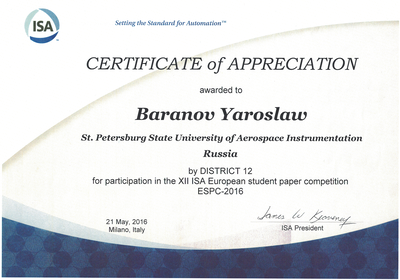 ISA
Setting the Standard for Automation™
CERTIFICATE of APPRECIATION
awarded to
Baranov Yaroslaw
St. Petersburg State University of Aerospace Instrumentation
Russia
by DISTRICT 12
for participation in the XII ISA European student paper competition
ESPC-2016
21 May, 2016
Milano, Italy
James W
ISA President